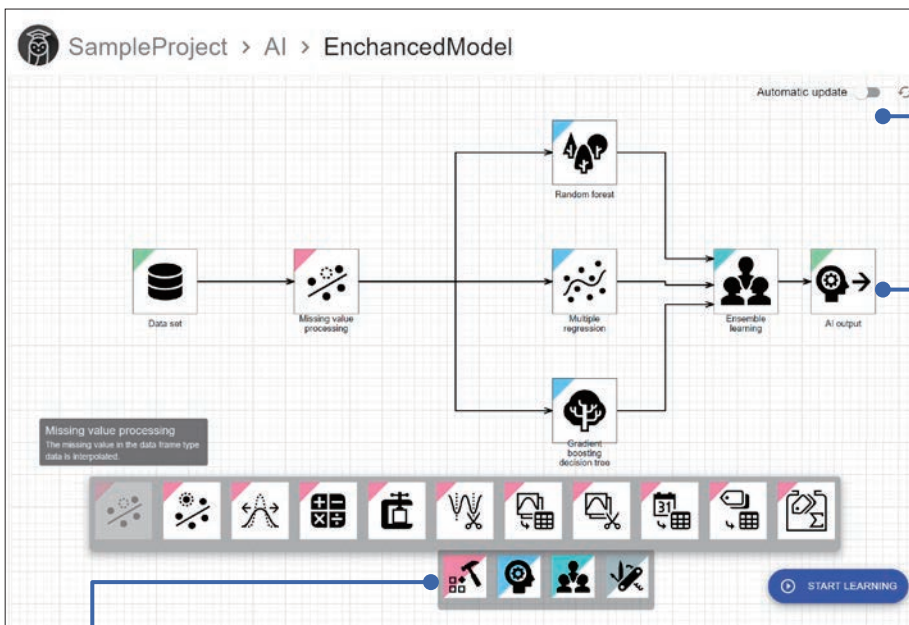 SampleProject > AI > EnchancedModel
Automatic update
Random forest
Data set
Missing value
processing
Multiple
regression
Ensemble
learning
AI output
Gradient
boosting
decision tree
Missing value processing
The missing value in the data frame type
data is interpolated.
31
START LEARNING